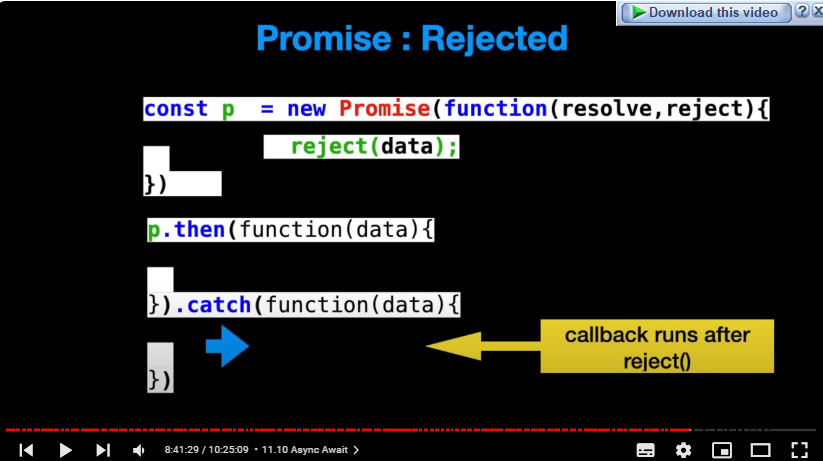 Download this video ? X
Promise : Rejected
const p = new Promise(function(resolve,reject){
reject(data);
})
p.then(function(data){
}).catch(function(data){
callback runs after
reject()
})
8:41:29 / 10:25:09 • 11.10 Async Await >